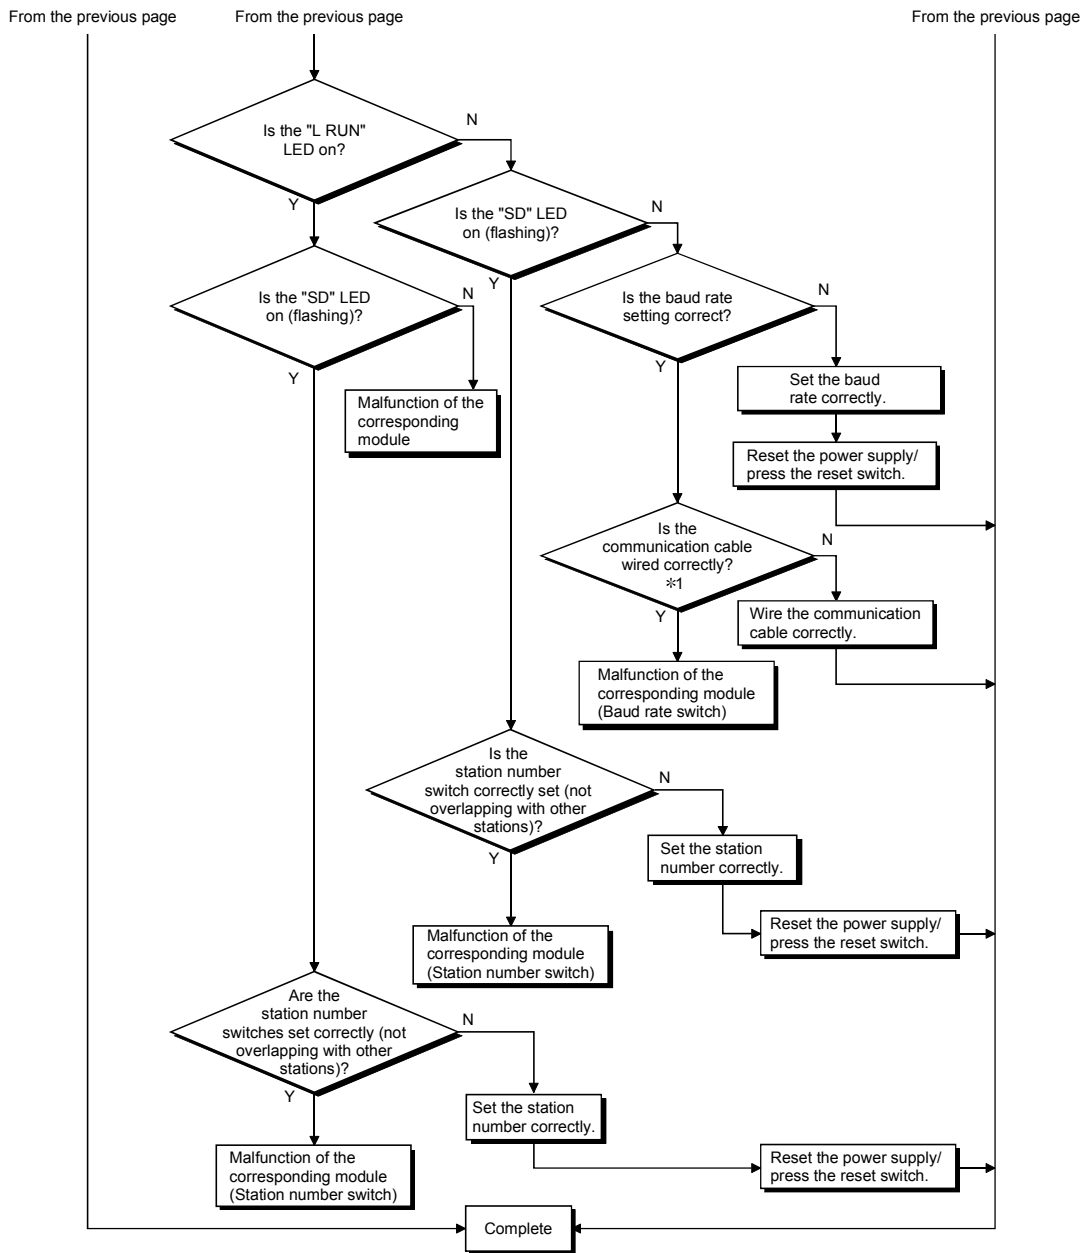 From the previous page
From the previous page
From the previous page
Is the "L RUN"
LED on?
N
Y
Is the "SD" LED
on (flashing)?
N
Y
Is the "SD" LED
on (flashing)?
N
Y
Is the baud rate
setting correct?
N
Y
Malfunction of the
corresponding
module
Set the baud
rate correctly.
Reset the power supply/
press the reset switch.
Is the
communication cable
wired correctly?
*1
N
Y
Wire the communication
cable correctly.
Malfunction of the
corresponding module
(Baud rate switch)
Is the
station number
switch correctly set (not
overlapping with other
stations)?
N
Y
Set the station
number correctly.
Reset the power supply/
press the reset switch.
Malfunction of the
corresponding module
(Station number switch)
Are the
station number
switches set correctly (not
overlapping with other
stations)?
N
Y
Set the station
number correctly.
Reset the power supply/
press the reset switch.
Malfunction of the
corresponding module
(Station number switch)
Complete